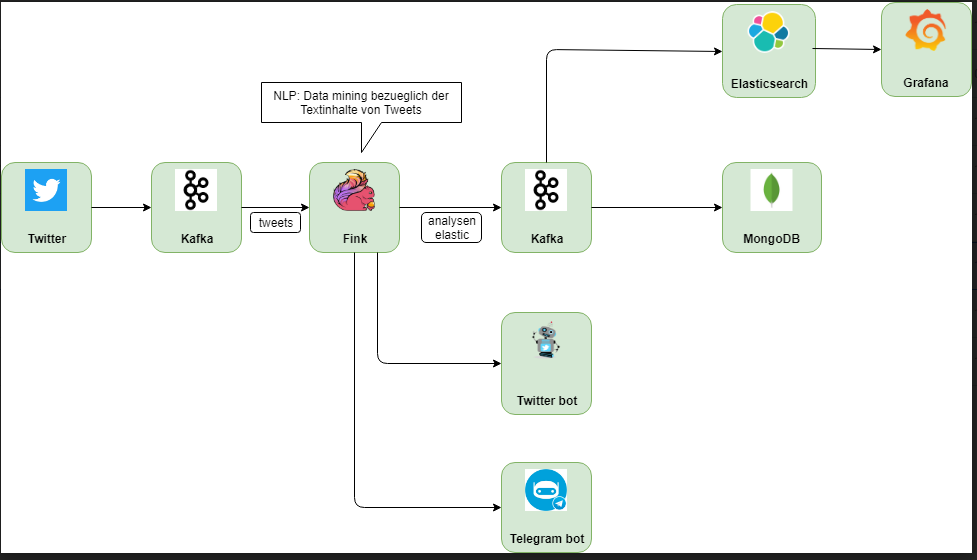 Elasticsearch
Grafana
NLP: Data mining bezueglich der
Textinhalte von Tweets
Twitter
Kafka
tweets
Fink
analysen
elastic
Kafka
MongoDB
Twitter bot
Telegram bot